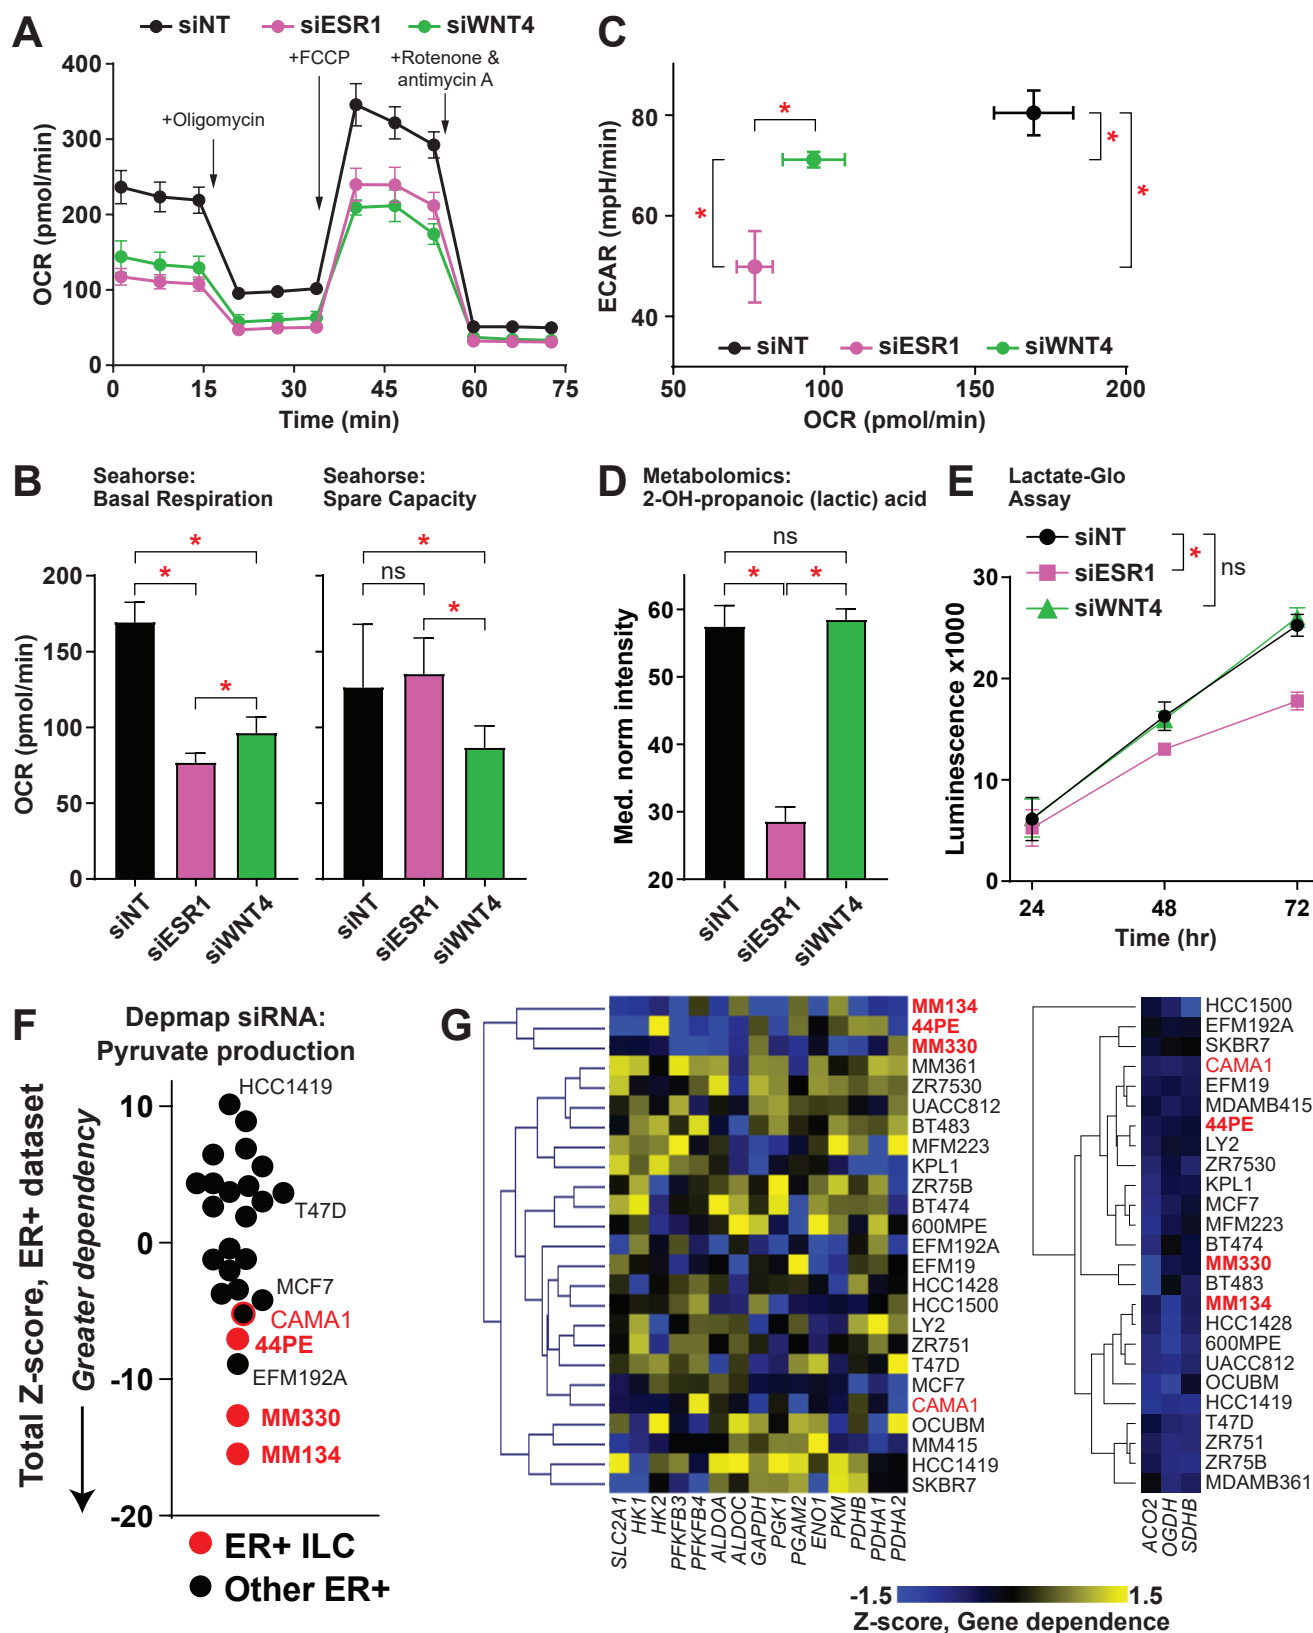 A
siNT
siESR1
siWNT4
+FCCP
+Rotenone &
antimycin A
+Oligomycin
OCR (pmol/min)
400
300
200
100
0
0
15
30
45
60
75
Time (min)
C
ECAR (mpH/min)
80
60
40
*
*
*
*
siNT
siESR1
siWNT4
50
100
150
200
OCR (pmol/min)
B
Seahorse:
Basal Respiration
Seahorse:
Spare Capacity
OCR (pmol/min)
200
150
100
50
0
*
*
*
*
ns
*
siNT
siESR1
siWNT4
siNT
siESR1
siWNT4
D
Metabolomics:
2-OH-propanoic (lactic) acid
Med. norm intensity
60
50
40
30
20
ns
*
*
siNT
siESR1
siWNT4
E
Lactate-Glo
Assay
siNT
siESR1
siWNT4
*
ns
Luminescence x1000
30
20
10
0
24
48
72
Time (hr)
F
Depmap siRNA:
Pyruvate production
Total Z-score, ER+ dataset
Greater dependency
10
0
-10
-20
HCC1419
T47D
MCF7
CAMA1
44PE
EFM192A
MM330
MM134
ER+ ILC
Other ER+
G
MM134
44PE
MM330
MM361
ZR7530
UACC812
BT483
MFM223
KPL1
ZR75B
BT474
600MPE
EFM192A
EFM19
HCC1428
HCC1500
LY2
ZR751
T47D
MCF7
CAMA1
OCUBM
MM415
HCC1419
SKBR7
SLC2A1
HK1
HK2
PFKFB3
PFKFB4
ALDOA
ALDOC
GAPDH
PGK1
PGAM2
ENO1
PKM
PDHB
PDHA1
PDHA2
HCC1500
EFM192A
SKBR7
CAMA1
EFM19
MDAMB415
44PE
LY2
ZR7530
KPL1
MCF7
MFM223
BT474
MM330
BT483
MM134
HCC1428
600MPE
UACC812
OCUBM
HCC1419
T47D
ZR751
ZR75B
MDAMB361
ACO2
OGDH
SDHB
-1.5
1.5
Z-score, Gene dependence